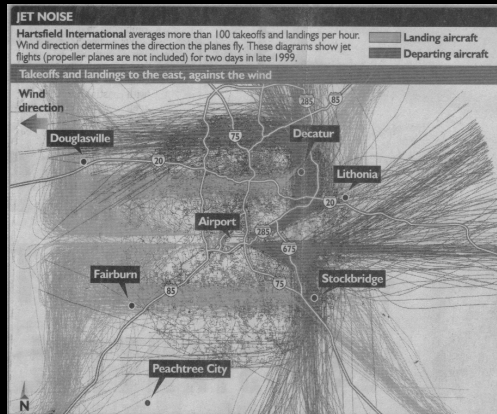 JET NOISE
Hartsfield International averages more than 100 takeoffs and landings per hour.
Wind direction determines the direction the planes fly. These diagrams show jet
flights (propeller planes are not included) for two days in late 1999.
Landing aircraft
Departing aircraft
Takeoffs and landings to the east, against the wind
Wind
direction
285
85
75
Decatur
Douglasville
20
Lithonia
20
Airport
285
675
Fairburn
85
75
Stockbridge
Peachtree City
N